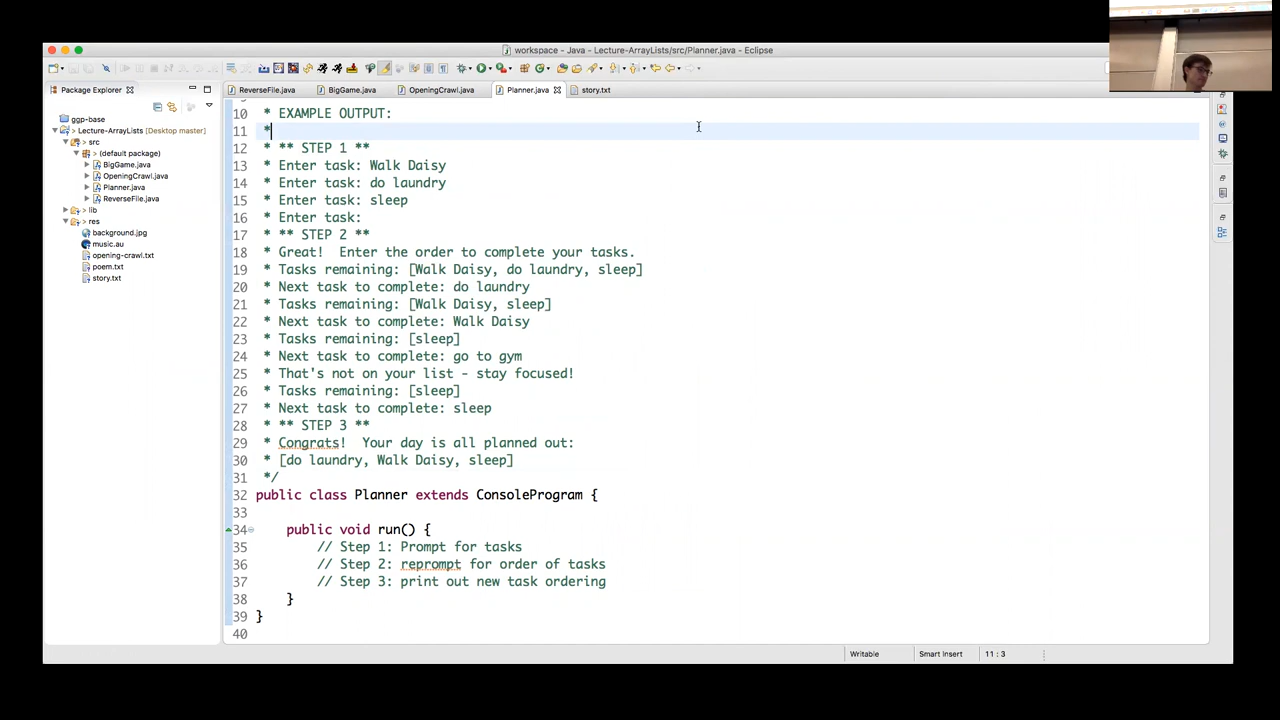 workspace - Java - Lecture-ArrayLists/src/Planner.java - Eclipse
Package Explorer
ReverseFile.java
BigGame.java
OpeningCrawl.java
Planner.java
story.txt
ggp-base
> Lecture-ArrayLists [Desktop master]
> src
> (default package)
> BigGame.java
> OpeningCrawl.java
> Planner.java
> ReverseFile.java
> lib
> res
background.jpg
music.au
opening-crawl.txt
poem.txt
story.txt
10 * EXAMPLE OUTPUT:
11 *
12 * ** STEP 1 **
13 * Enter task: Walk Daisy
14 * Enter task: do laundry
15 * Enter task: sleep
16 * Enter task:
17 * ** STEP 2 **
18 * Great!  Enter the order to complete your tasks.
19 * Tasks remaining: [Walk Daisy, do laundry, sleep]
20 * Next task to complete: do laundry
21 * Tasks remaining: [Walk Daisy, sleep]
22 * Next task to complete: Walk Daisy
23 * Tasks remaining: [sleep]
24 * Next task to complete: go to gym
25 * That's not on your list - stay focused!
26 * Tasks remaining: [sleep]
27 * Next task to complete: sleep
28 * ** STEP 3 **
29 * Congrats!  Your day is all planned out:
30 * [do laundry, Walk Daisy, sleep]
31 */
32 public class Planner extends ConsoleProgram {
33
34 public void run() {
35 // Step 1: Prompt for tasks
36 // Step 2: reprompt for order of tasks
37 // Step 3: print out new task ordering
38 }
39 }
40
Writable
Smart Insert
11 : 3